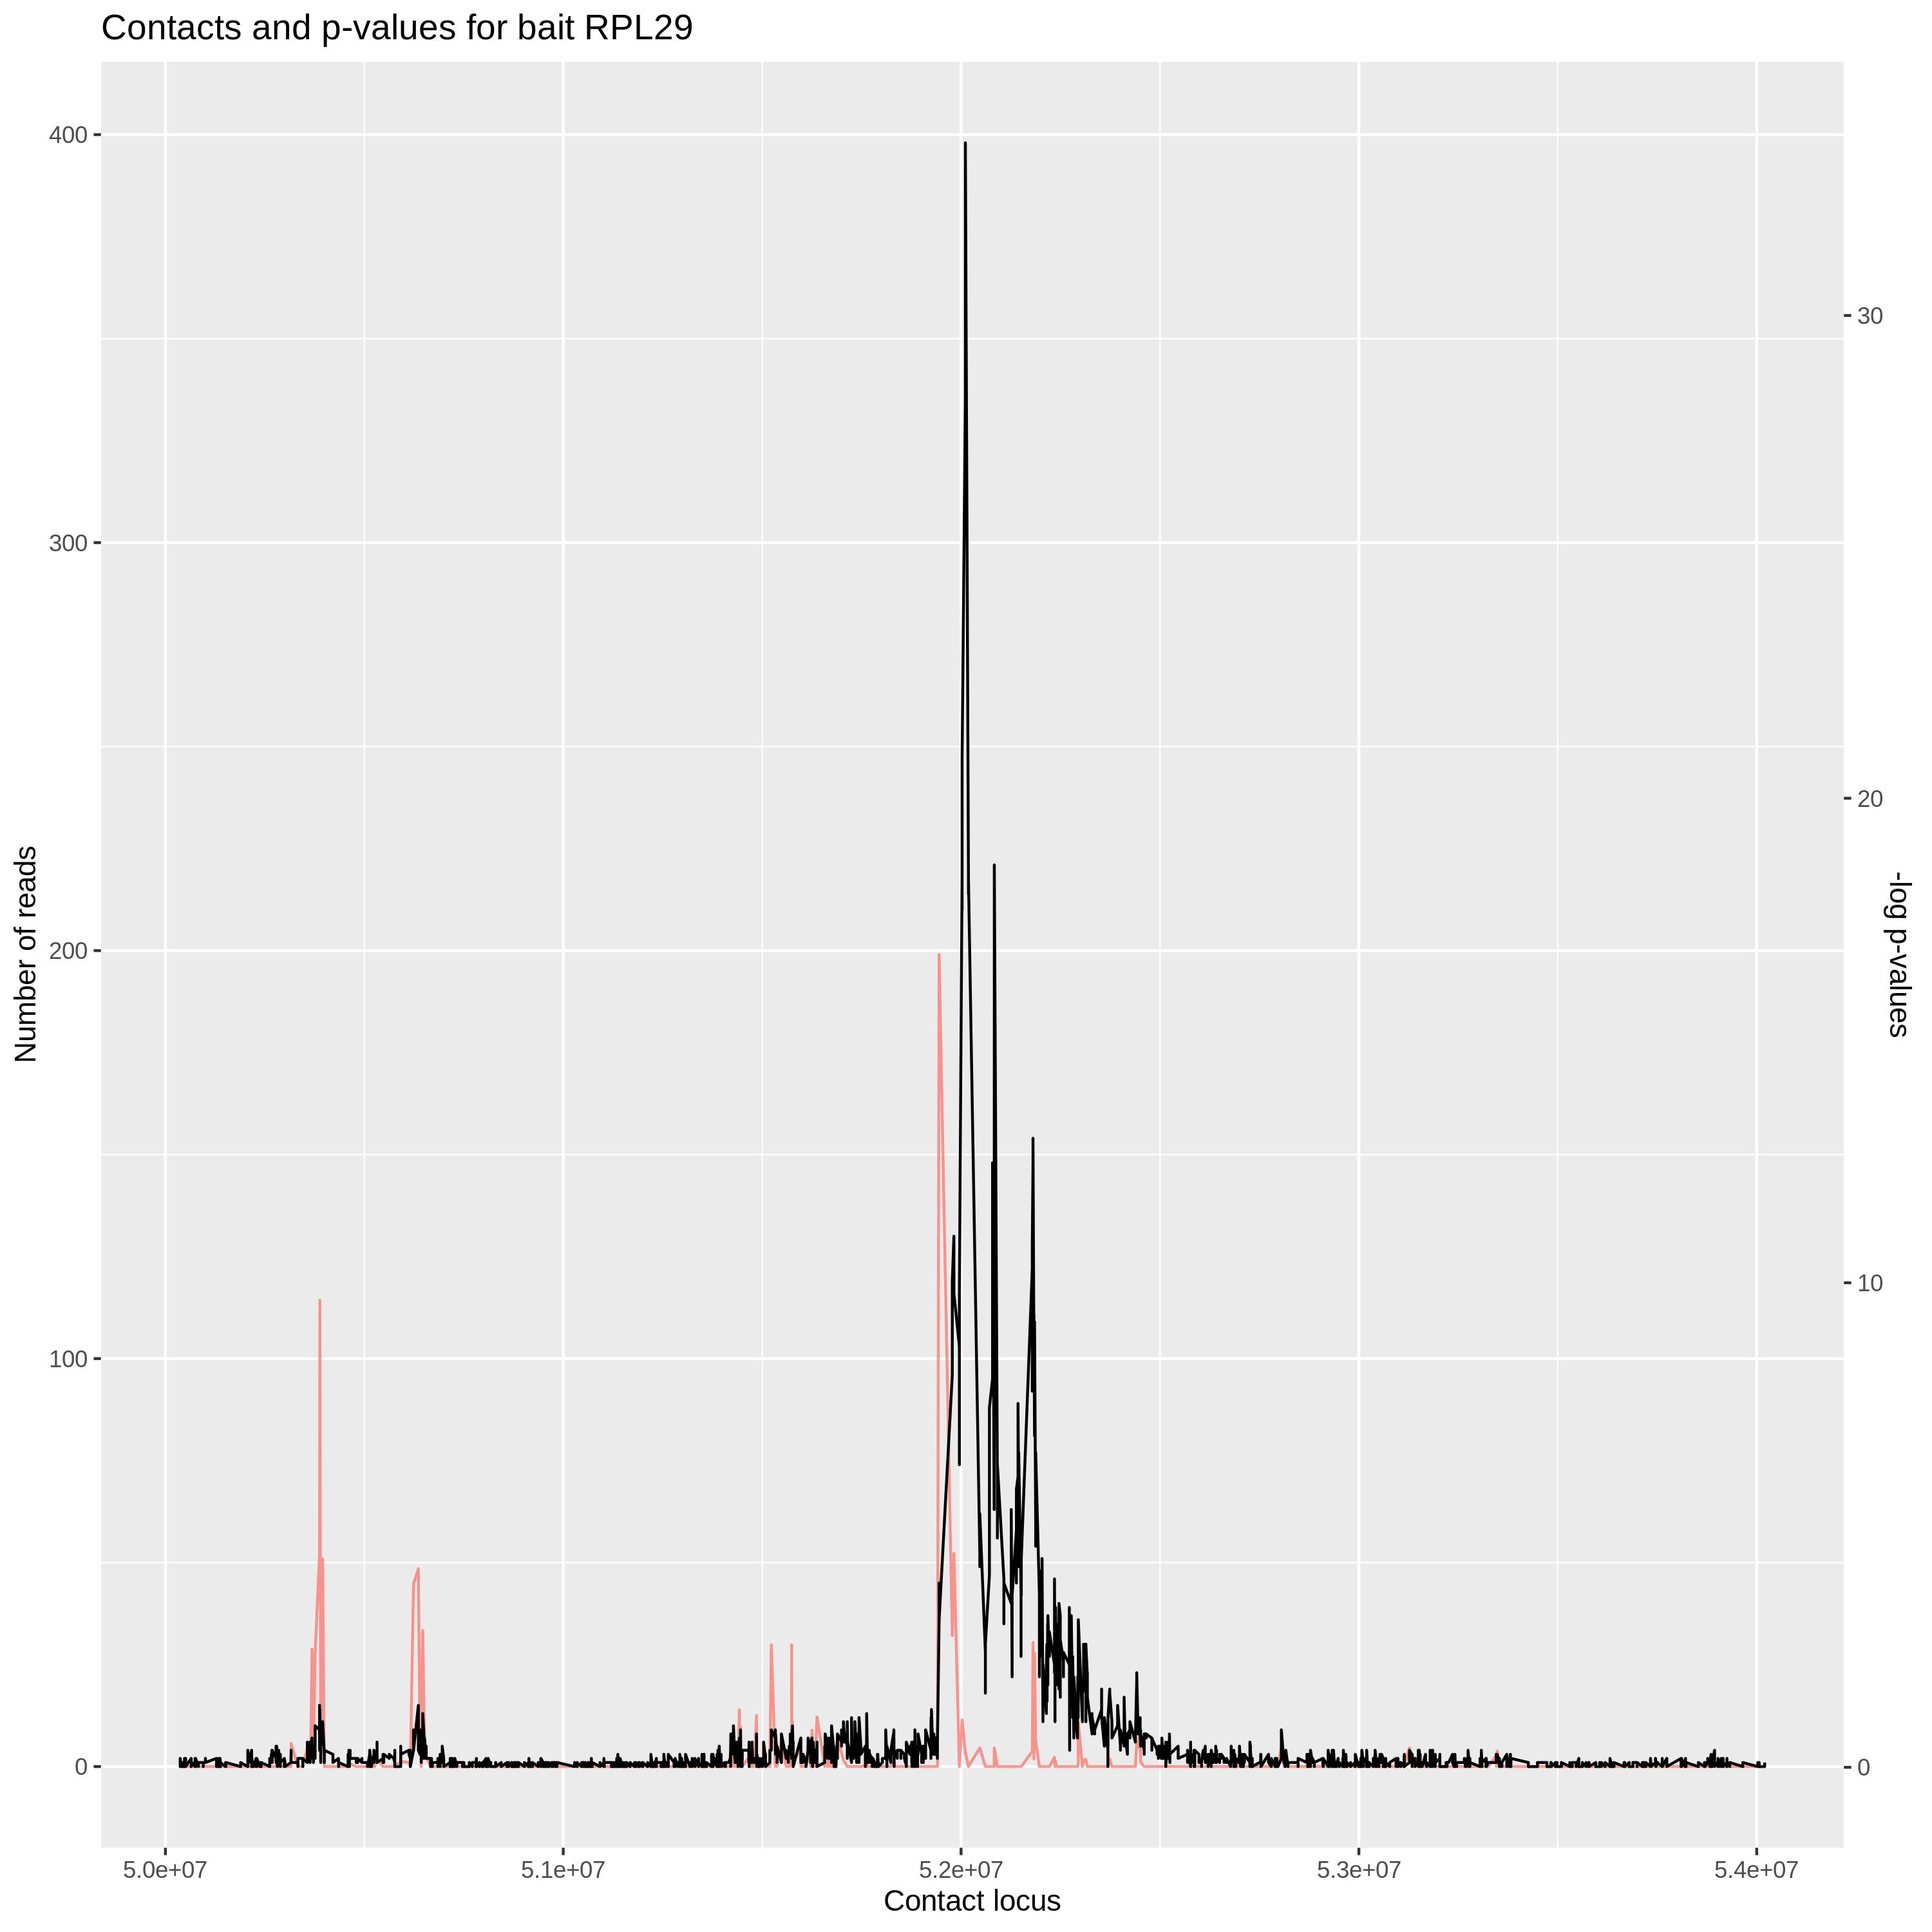 Contacts and p-values for bait RPL29
400
300
200
100
0
Number of reads
30
20
10
0
-log p-values
5.0e+07 5.1e+07 5.2e+07 5.3e+07 5.4e+07
Contact locus